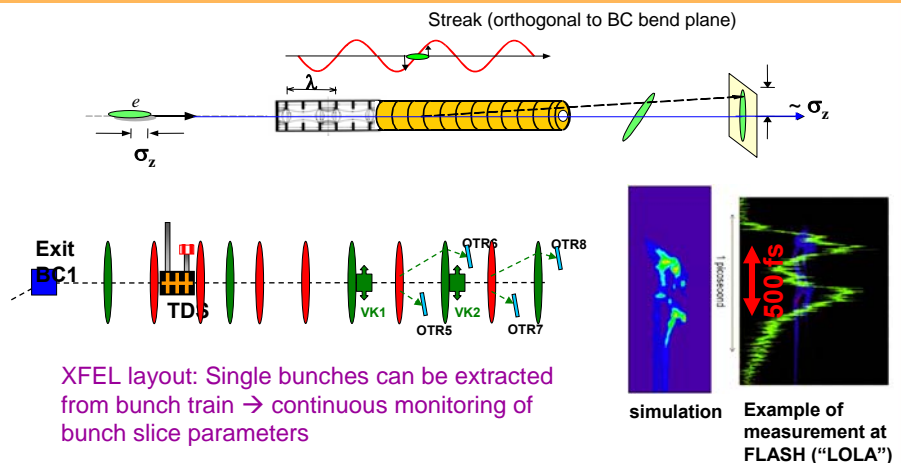 Streak (orthogonal to BC bend plane)
λ
e
~ σz
σz
Exit
BC1
TDS
VK1
OTR5
OTR6
VK2
OTR7
OTR8
1 picosecond
500 fs
XFEL layout: Single bunches can be extracted
from bunch train → continuous monitoring of
bunch slice parameters
simulation
Example of
measurement at
FLASH ("LOLA")